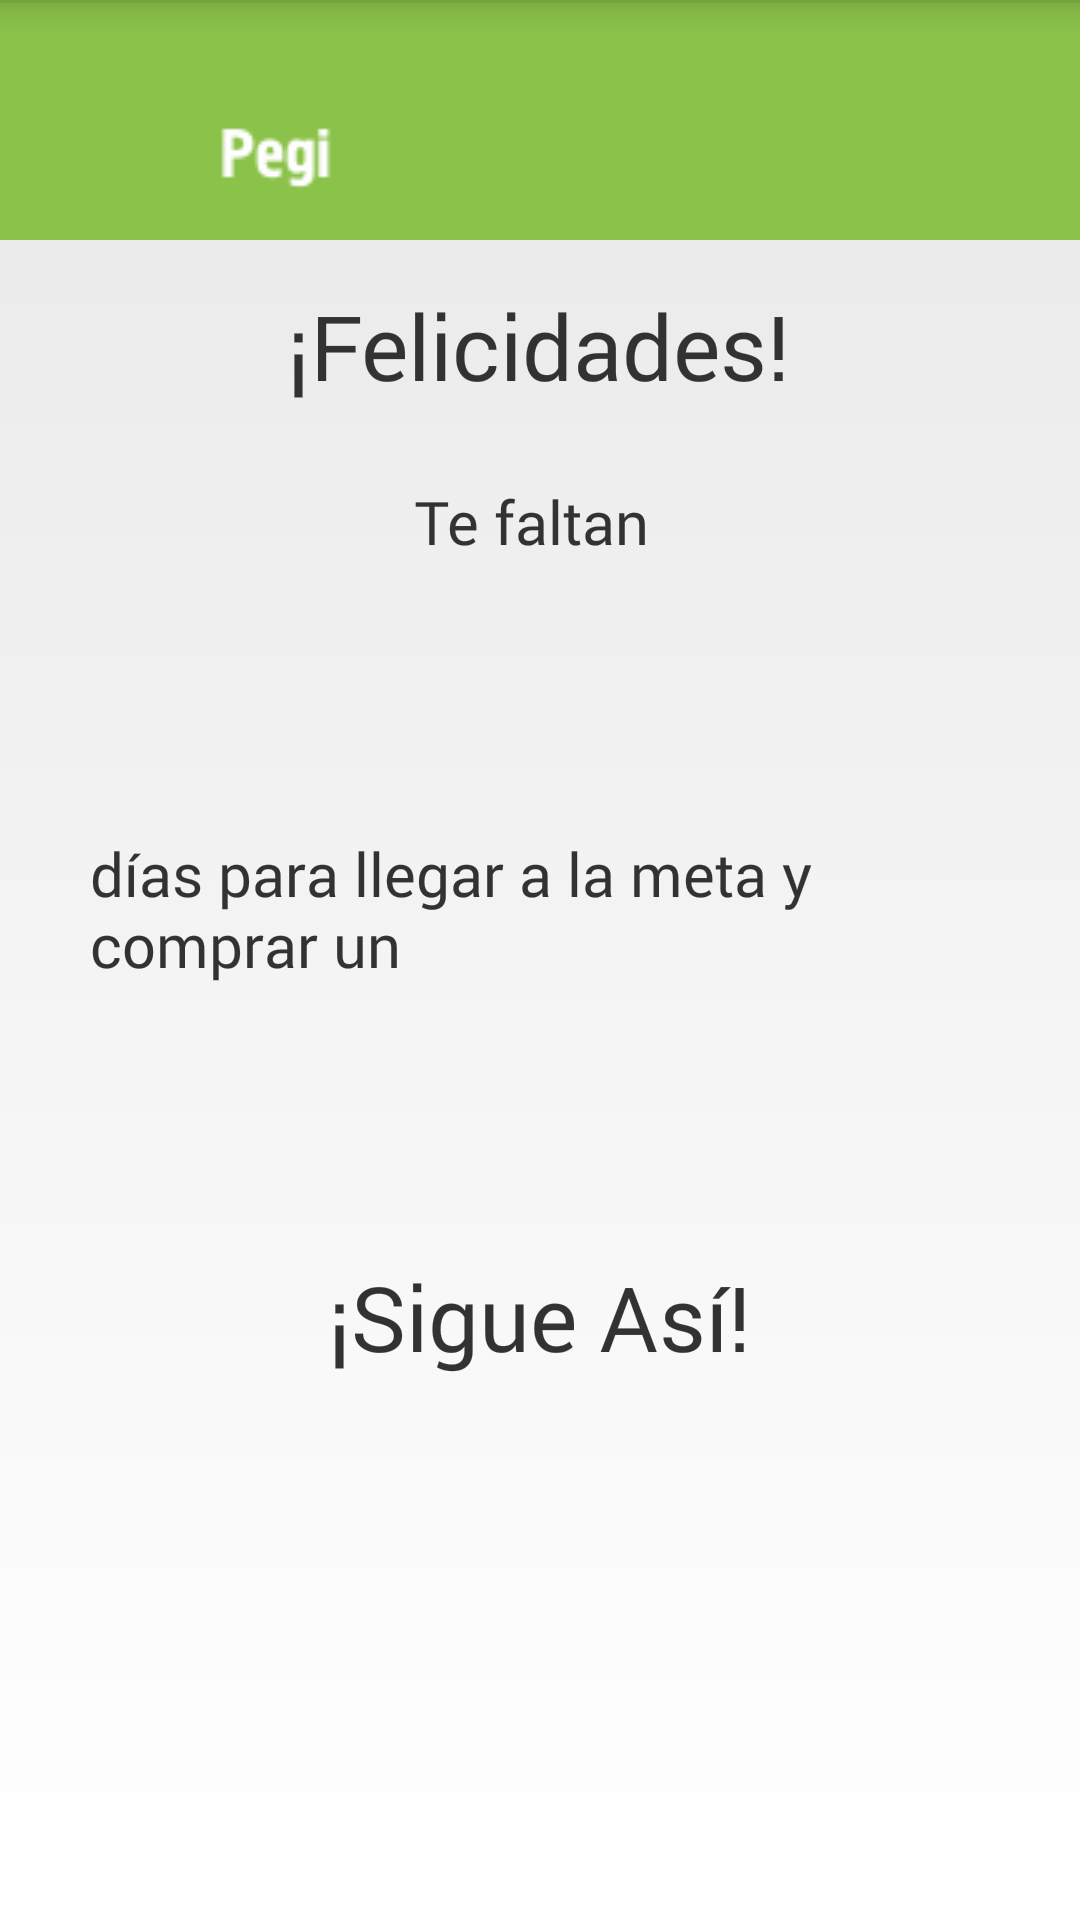 Pegi
¡Felicidades!
Te faltan
días para llegar a la meta y
comprar un
¡Sigue Así!